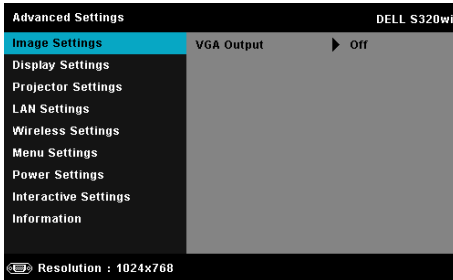 Advanced Settings DELL S320wi
Image Settings VGA Output Off
Display Settings
Projector Settings
LAN Settings
Wireless Settings
Menu Settings
Power Settings
Interactive Settings
Information
Resolution : 1024x768